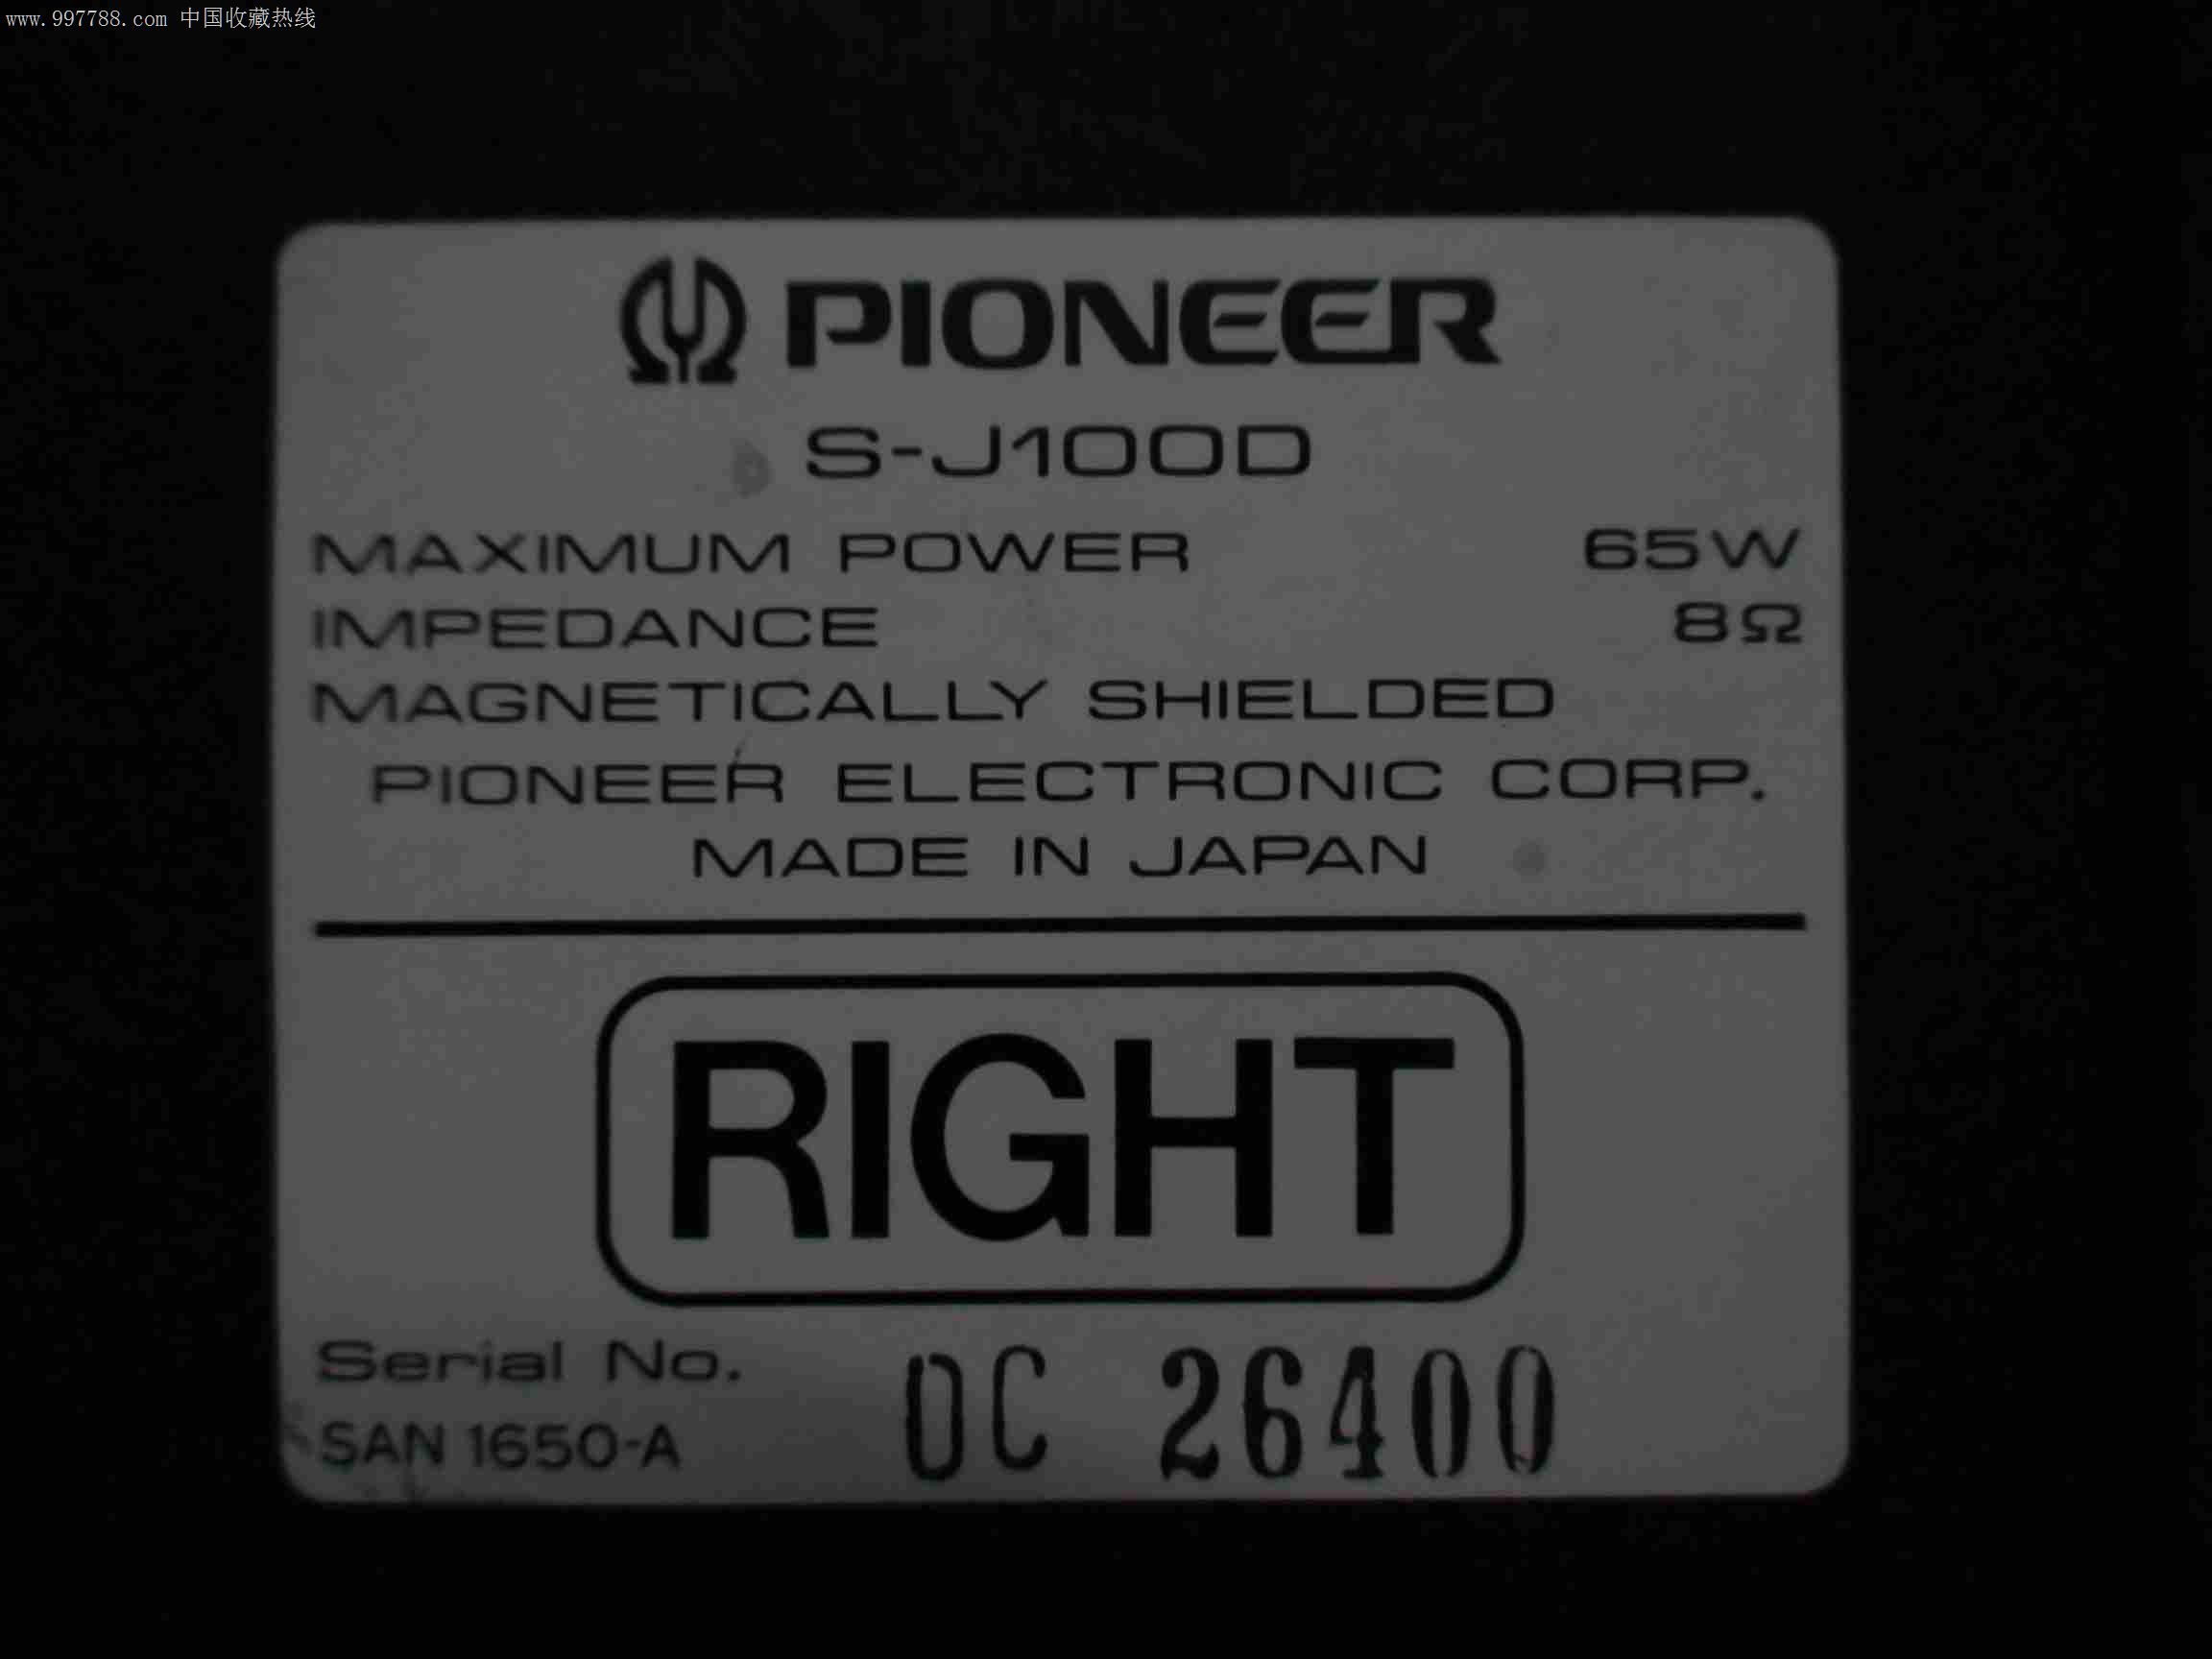 www.997788.com 中国收藏热线
PIONEER
S-J100D
MAXIMUM POWER 65W
IMPEDANCE 8Ω
MAGNETICALLY SHIELDED
PIONEER ELECTRONIC CORP.
MADE IN JAPAN
RIGHT
Serial No. OC 26400
SAN 1650-A